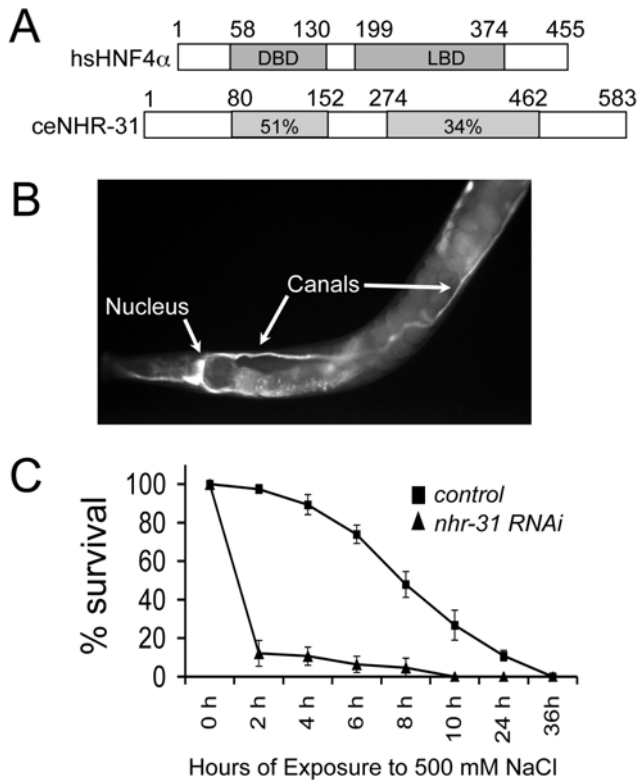 A
1 58 130 199 374 455
hsHNF4α DBD LBD
1 80 152 274 462 583
ceNHR-31 51% 34%
B
Nucleus
Canals
C
% survival
100
80
60
40
20
0
control
nhr-31 RNAi
0 h 2 h 4 h 6 h 8 h 10 h 24 h 36h
Hours of Exposure to 500 mM NaCl